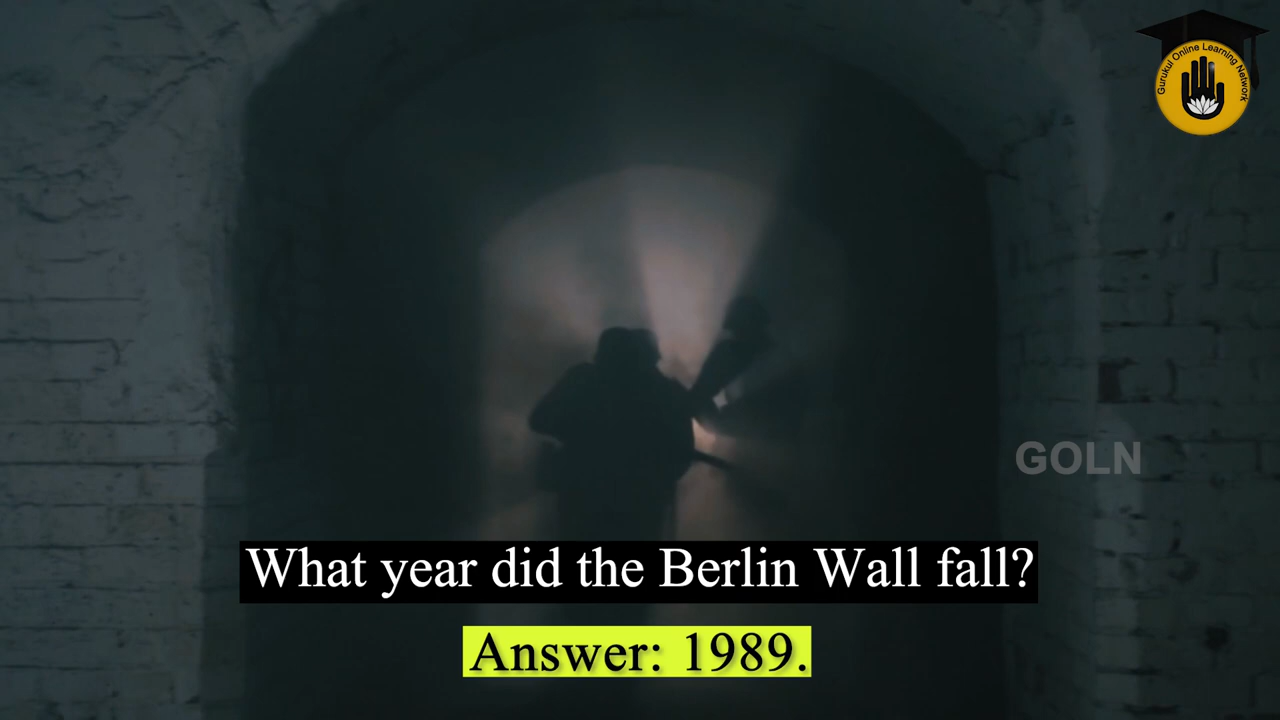 Gurukul Online Learning Network
GOLN
What year did the Berlin Wall fall?
Answer: 1989.